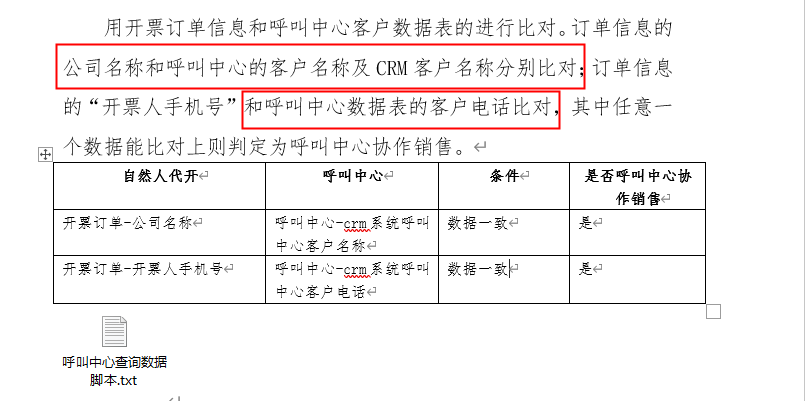 用开票订单信息和呼叫中心客户数据表的进行比对。订单信息的
公司名称和呼叫中心的客户名称及 CRM 客户名称分别比对；订单信息
的“开票人手机号”和呼叫中心数据表的客户电话比对，其中任意一
个数据能比对上则判定为呼叫中心协作销售。
自然人代开 呼叫中心 条件 是否呼叫中心协
作销售
开票订单-公司名称 呼叫中心-crm 系统呼叫 数据一致 是
中心客户名称
开票订单-开票人手机号 呼叫中心-crm 系统呼叫 数据一致 是
中心客户电话
呼叫中心查询数据
脚本.txt